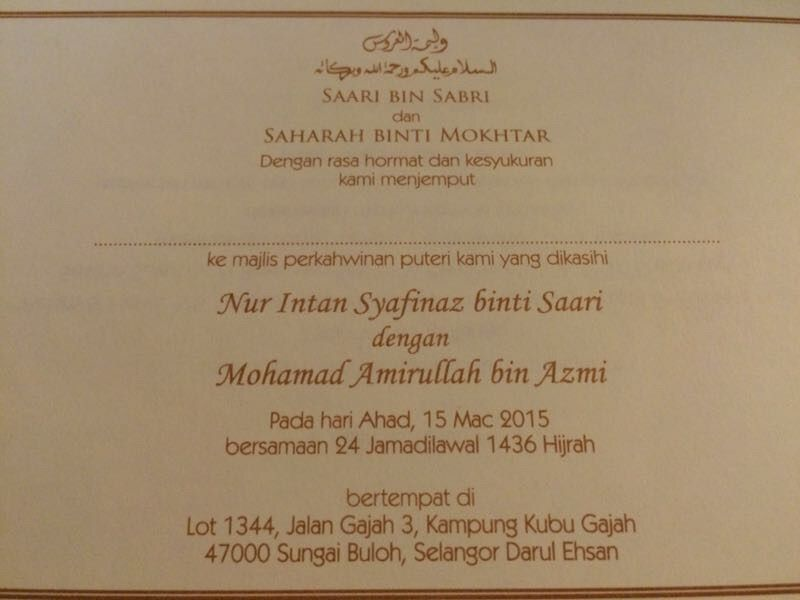 وليمة العروس
السلام عليكم ورحمة الله وبركاته
SAARI BIN SABRI
dan
SAHARAH BINTI MOKHTAR
Dengan rasa hormat dan kesyukuran
kami menjemput
ke majlis perkahwinan puteri kami yang dikasihi
Nur Intan Syafinaz binti Saari
dengan
Mohamad Amirullah bin Azmi
Pada hari Ahad, 15 Mac 2015
bersamaan 24 Jamadilawal 1436 Hijrah
bertempat di
Lot 1344, Jalan Gajah 3, Kampung Kubu Gajah
47000 Sungai Buloh, Selangor Darul Ehsan